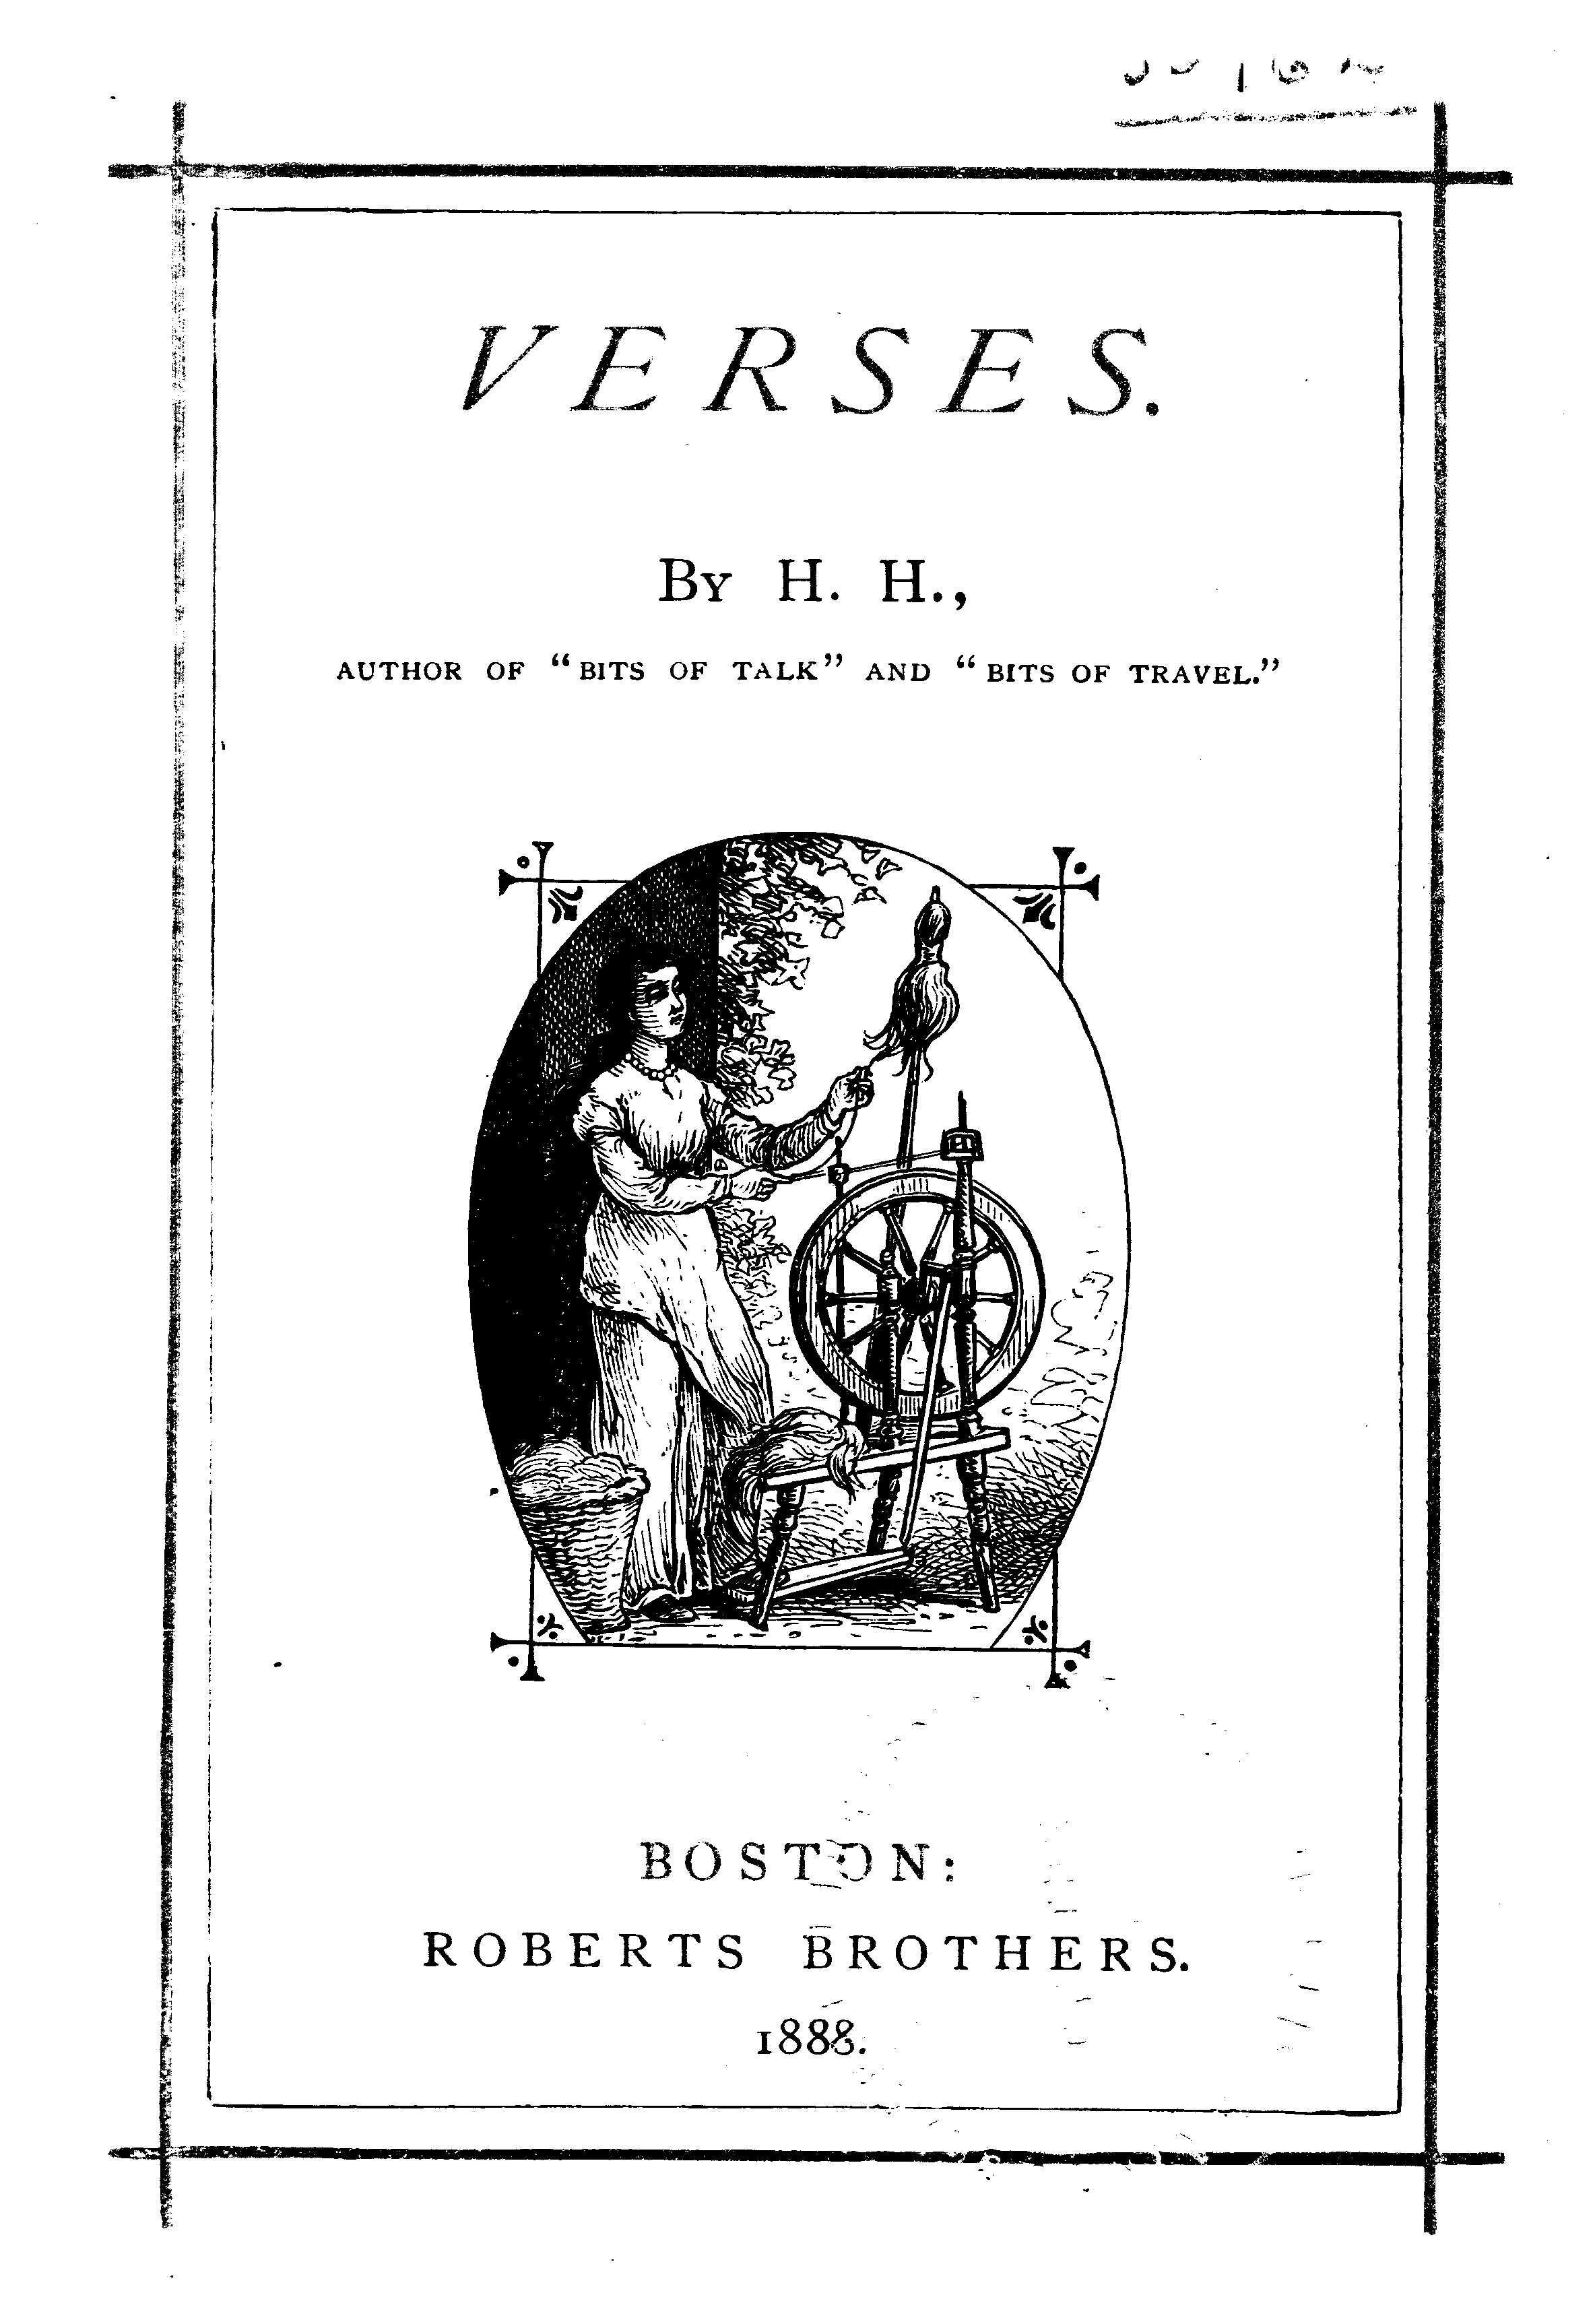 VERSES.
BY H. H.,
AUTHOR OF “BITS OF TALK” AND “BITS OF TRAVEL.”
BOSTON:
ROBERTS BROTHERS.
1888.